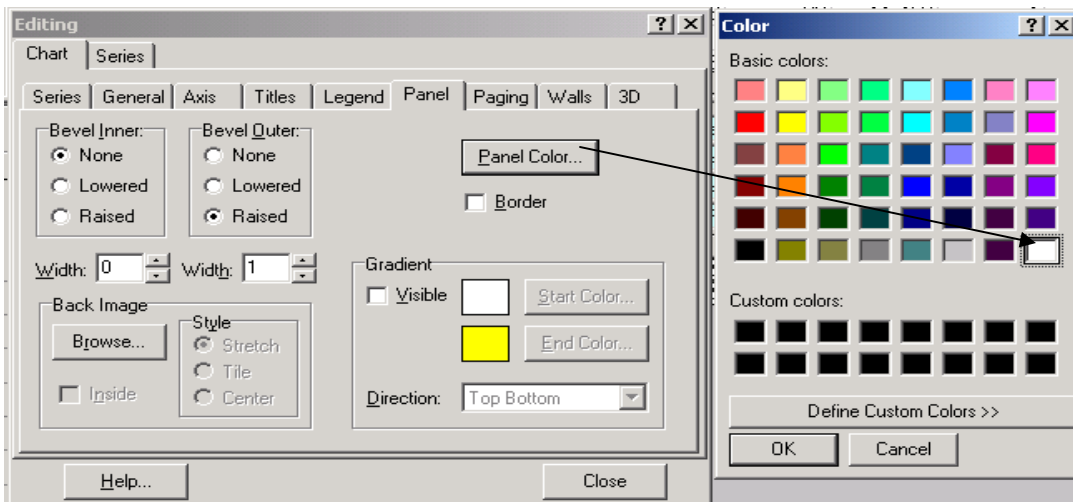 Editing
Chart Series
Series General Axis Titles Legend Panel Paging Walls 3D
Bevel Inner:
None
Lowered
Raised
Bevel Outer:
None
Lowered
Raised
Panel Color...
Border
Width: 0
Width: 1
Back Image
Browse...
Inside
Style
Stretch
Tile
Center
Gradient
Visible
Start Color...
End Color...
Direction: Top Bottom
Help...
Close
Color
Basic colors:
Custom colors:
Define Custom Colors >>
OK Cancel